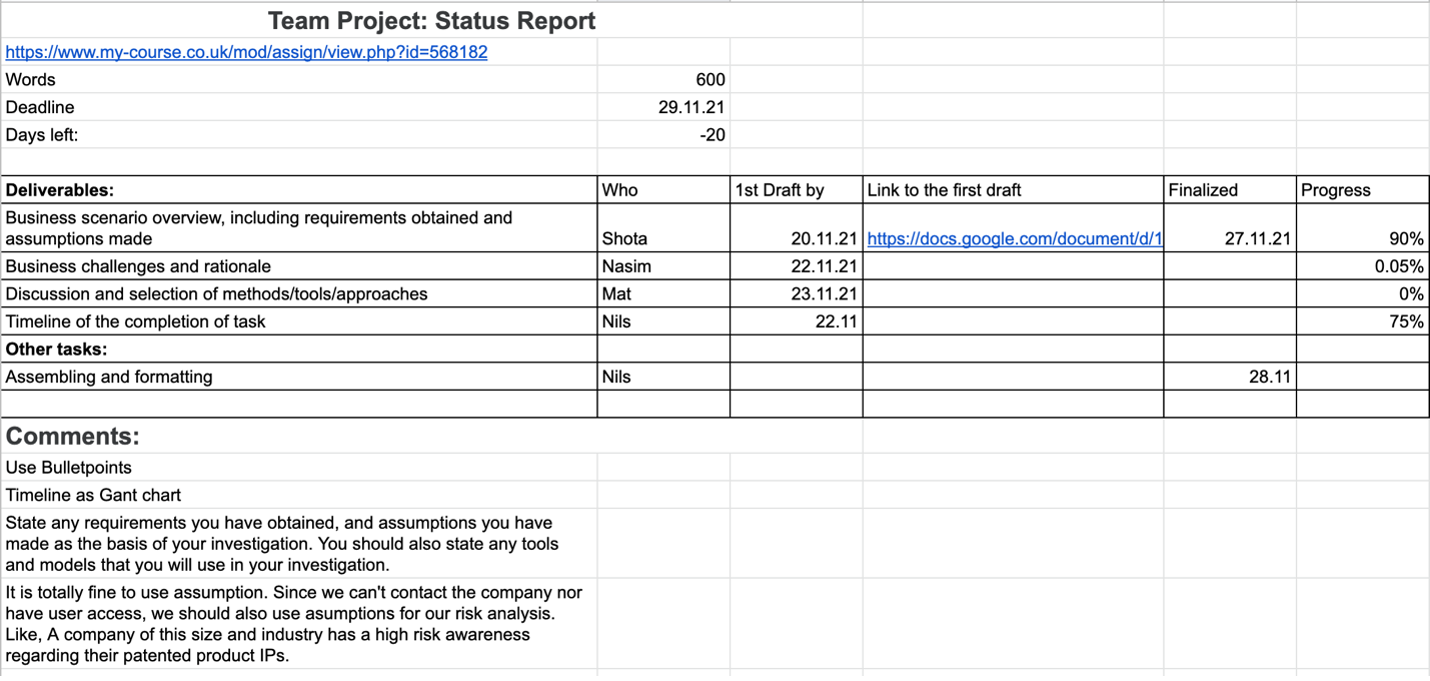 Team Project: Status Report
https://www.my-course.co.uk/mod/assign/view.php?id=568182
Words 600
Deadline 29.11.21
Days left: -20
Deliverables: Who 1st Draft by Link to the first draft Finalized Progress
Business scenario overview, including requirements obtained and
assumptions made Shota 20.11.21 https://docs.google.com/document/d/1 27.11.21 90%
Business challenges and rationale Nasim 22.11.21 0.05%
Discussion and selection of methods/tools/approaches Mat 23.11.21 0%
Timeline of the completion of task Nils 22.11 75%
Other tasks:
Assembling and formatting Nils 28.11
Comments:
Use Bulletpoints
Timeline as Gant chart
State any requirements you have obtained, and assumptions you have
made as the basis of your investigation. You should also state any tools
and models that you will use in your investigation.
It is totally fine to use assumption. Since we can't contact the company nor
have user access, we should also use asumptions for our risk analysis.
Like, A company of this size and industry has a high risk awareness
regarding their patented product IPs.